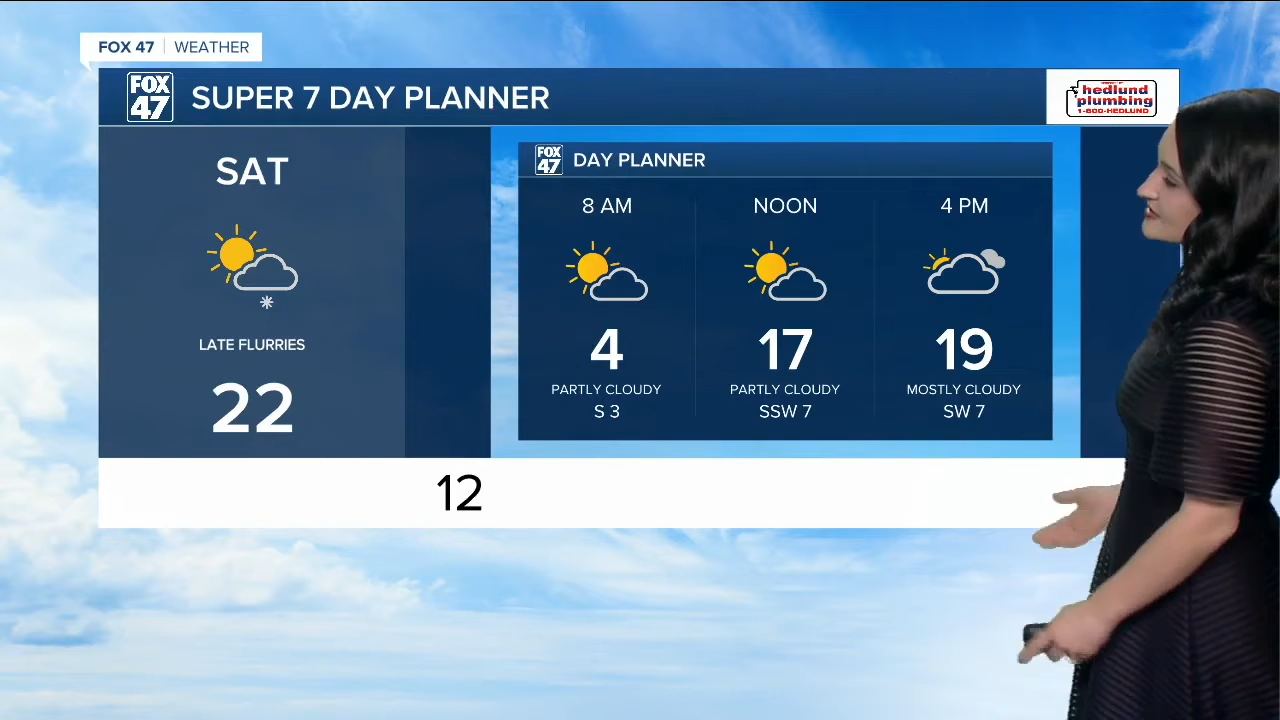 FOX 47 | WEATHER
FOX 47
SUPER 7 DAY PLANNER
hedlund
plumbing
1-800-HEDLUND
SAT
LATE FLURRIES
22
FOX 47
DAY PLANNER
8 AM
NOON
4 PM
4
17
19
PARTLY CLOUDY
PARTLY CLOUDY
MOSTLY CLOUDY
S 3
SSW 7
SW 7
12